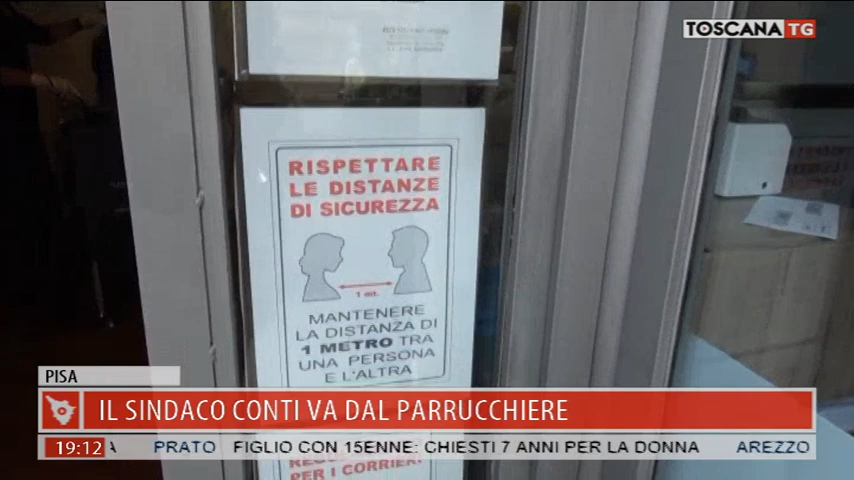 TOSCANA TG
RISPETTARE
LE DISTANZE
DI SICUREZZA
1 mt.
MANTENERE
LA DISTANZA DI
1 METRO TRA
UNA PERSONA
E L'ALTRA
PISA
IL SINDACO CONTI VA DAL PARRUCCHIERE
19:12 A PRATO FIGLIO CON 15ENNE: CHIESTI 7 ANNI PER LA DONNA AREZZO
PER I CORRIERI